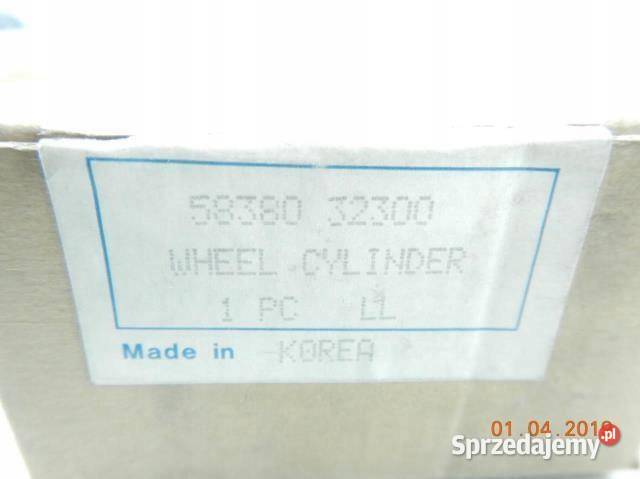 58380 32300
WHEEL CYLINDER
1 PC LL
Made in KOREA
01.04.2018
Sprzedajemy.pl